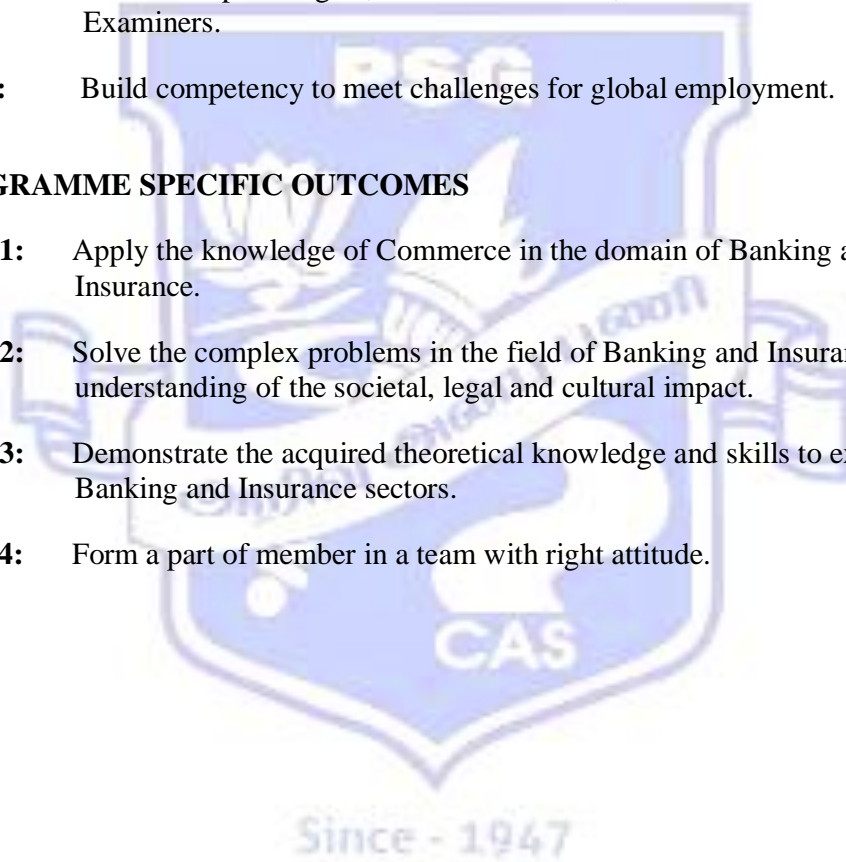 Examiners.
PSG
: Build competency to meet challenges for global employment.
GRAMME SPECIFIC OUTCOMES
1: Apply the knowledge of Commerce in the domain of Banking a
Insurance.
2: Solve the complex problems in the field of Banking and Insuran
understanding of the societal, legal and cultural impact.
3: Demonstrate the acquired theoretical knowledge and skills to e
Banking and Insurance sectors.
4: Form a part of member in a team with right attitude.
CAS
Since - 1947